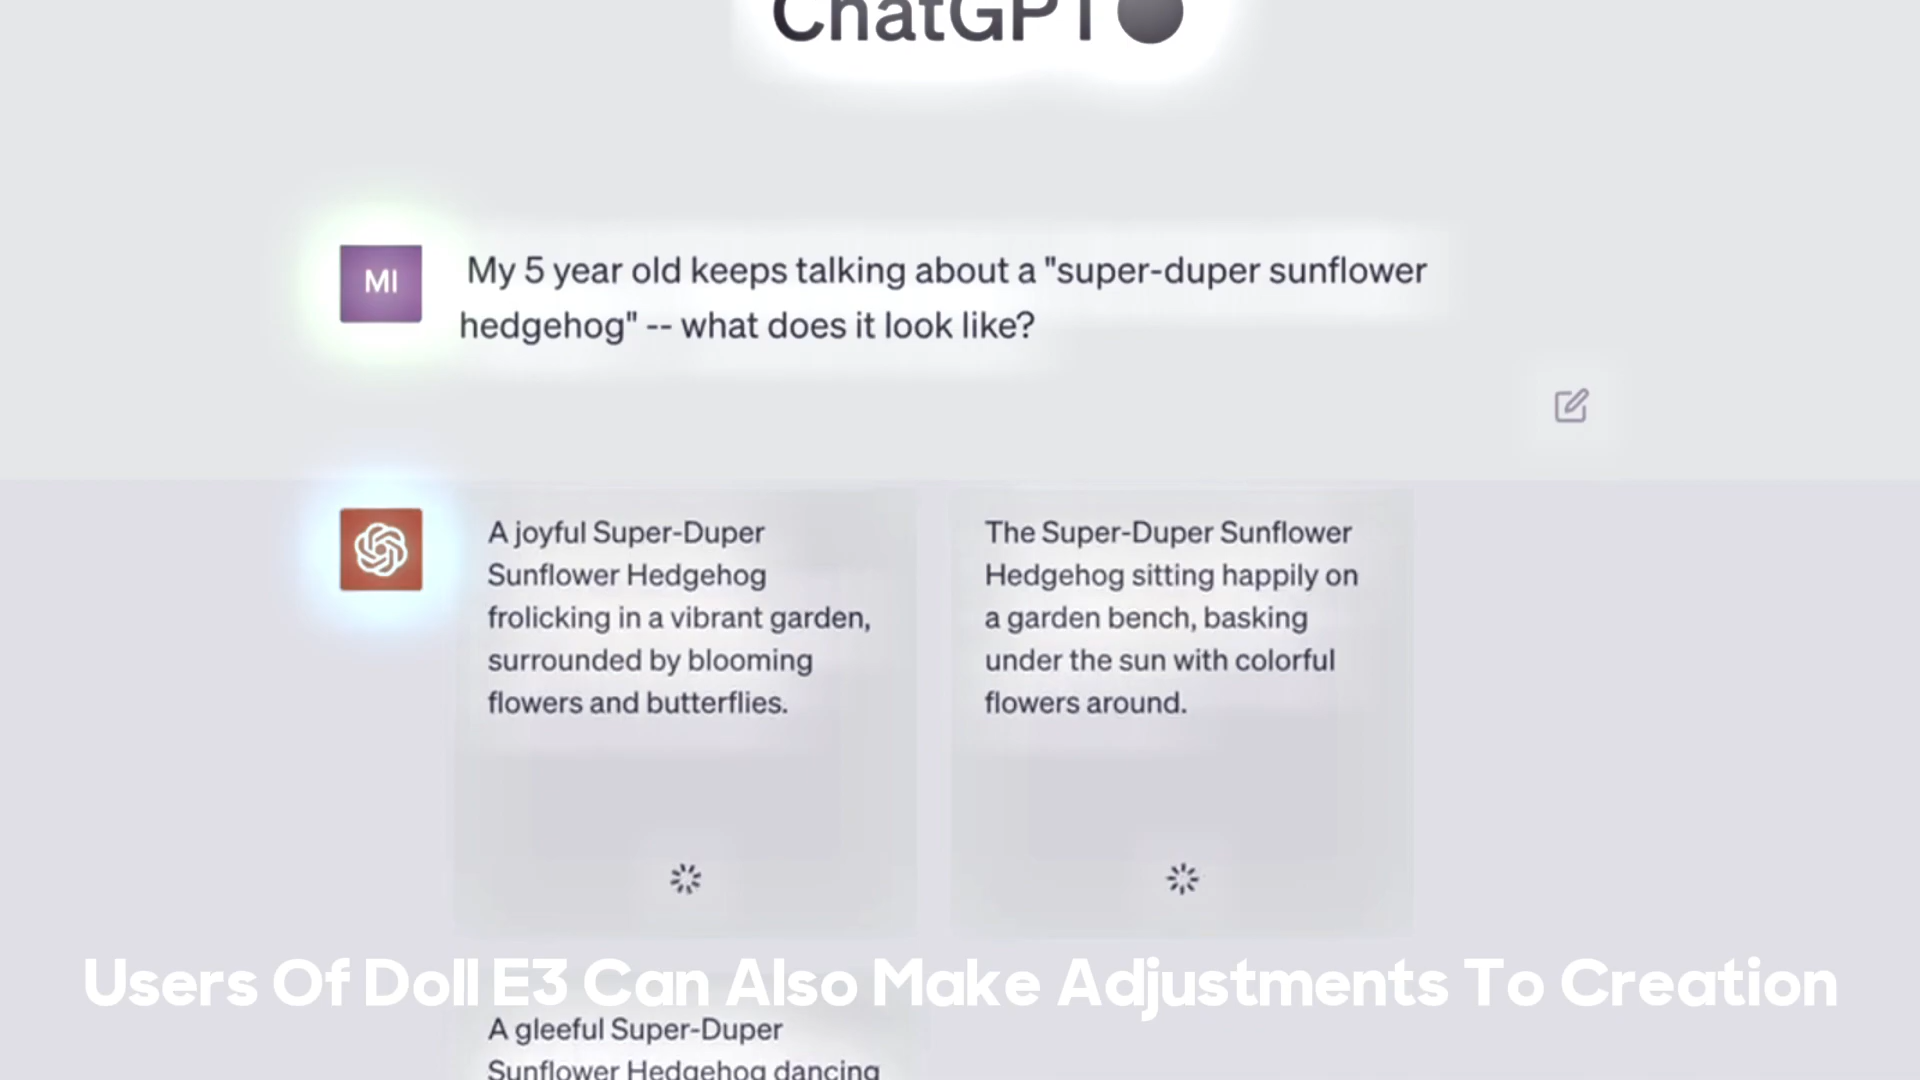 ChatGPT
MI
My 5 year old keeps talking about a "super-duper sunflower
hedgehog" -- what does it look like?
A joyful Super-Duper
Sunflower Hedgehog
frolicking in a vibrant garden,
surrounded by blooming
flowers and butterflies.
The Super-Duper Sunflower
Hedgehog sitting happily on
a garden bench, basking
under the sun with colorful
flowers around.
Users Of Doll E3 Can Also Make Adjustments To Creation
A gleeful Super-Duper
Sunflower Hedgehog dancing